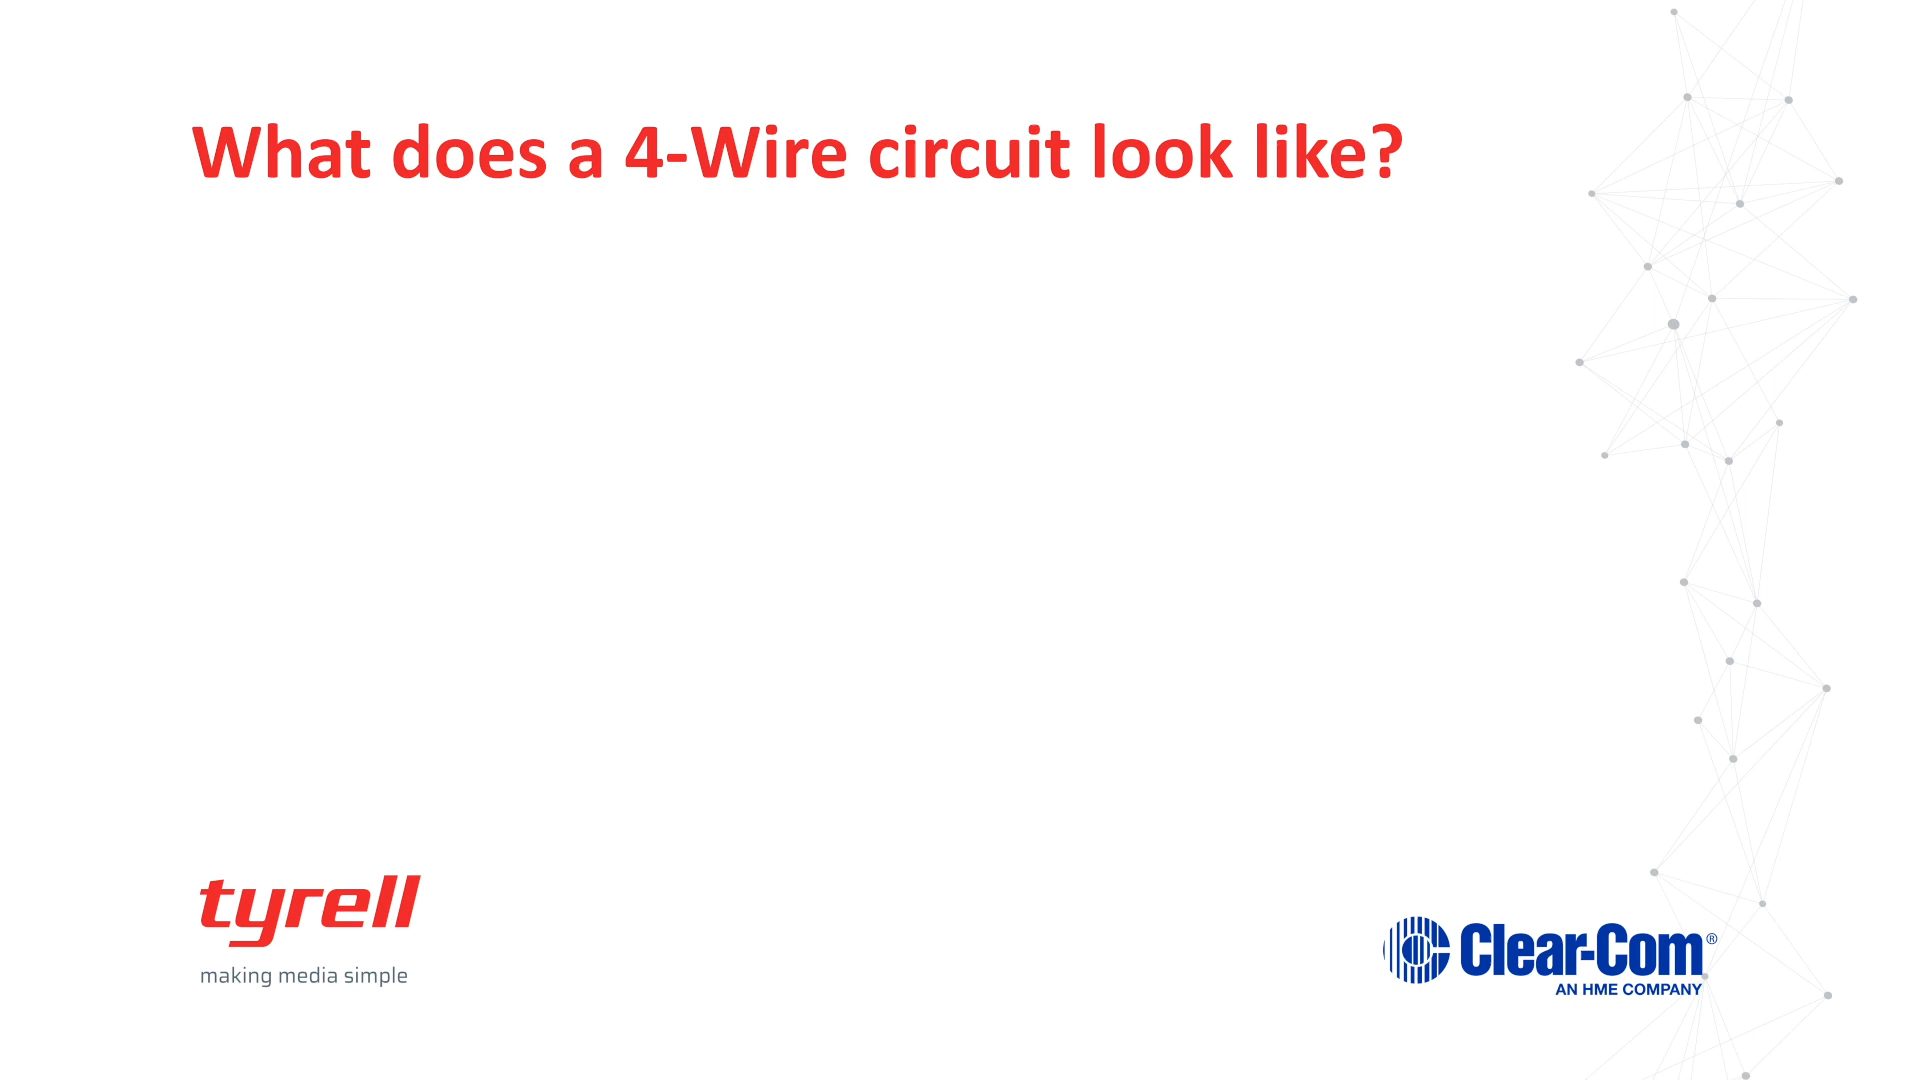 What does a 4-Wire circuit look like?
tyrell
making media simple
Clear-Com®
AN HME COMPANY